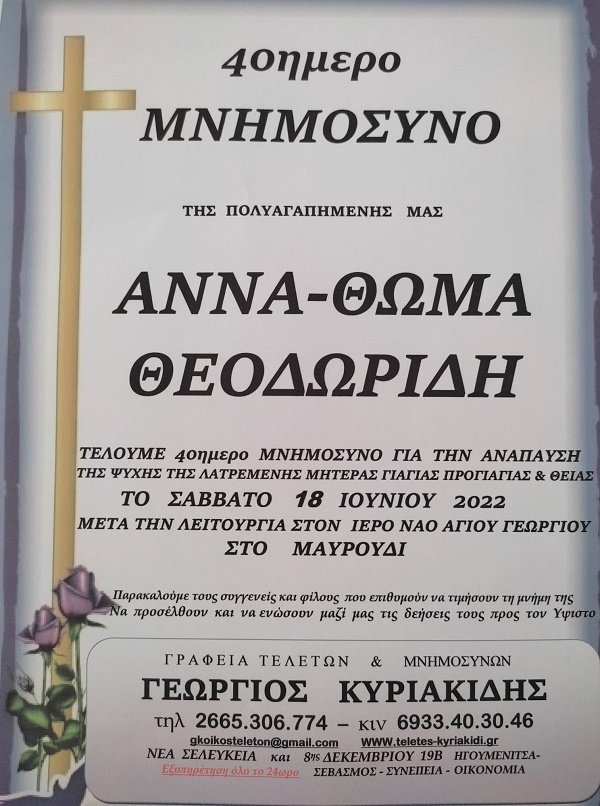 40ημερο
ΜΝΗΜΟΣΥΝΟ
ΤΗΣ ΠΟΛΥΑΓΑΠΗΜΕΝΗΣ ΜΑΣ
ΑΝΝΑ-ΘΩΜΑ
ΘΕΟΔΩΡΙΔΗ
ΤΕΛΟΥΜΕ 40ημερο ΜΝΗΜΟΣΥΝΟ ΓΙΑ ΤΗΝ ΑΝΑΠΑΥΣΗ
ΤΗΣ ΨΥΧΗΣ ΤΗΣ ΛΑΤΡΕΜΕΝΗΣ ΜΗΤΕΡΑΣ ΓΙΑΓΙΑΣ ΠΡΟΓΙΑΓΙΑΣ & ΘΕΙΑΣ
ΤΟ ΣΑΒΒΑΤΟ 18 ΙΟΥΝΙΟΥ 2022
ΜΕΤΑ ΤΗΝ ΛΕΙΤΟΥΡΓΙΑ ΣΤΟΝ ΙΕΡΟ ΝΑΟ ΑΓΙΟΥ ΓΕΩΡΓΙΟΥ
ΣΤΟ ΜΑΥΡΟΥΔΙ
Παρακαλούμε τους συγγενείς και φίλους που επιθυμούν να τιμήσουν τη μνήμη της
Να προσέλθουν και να ενώσουν μαζί μας τις δεήσεις τους προς τον Υψιστο
ΓΡΑΦΕΙΑ ΤΕΛΕΤΩΝ & ΜΝΗΜΟΣΥΝΩΝ
ΓΕΩΡΓΙΟΣ ΚΥΡΙΑΚΙΔΗΣ
τηλ 2665.306.774 – κιν 6933.40.30.46
gkoikosteleton@gmail.com WWW.teletes-kyriakidi.gr
ΝΕΑ ΣΕΛΕΥΚΕΙΑ και 8ης ΔΕΚΕΜΒΡΙΟΥ 19Β ΗΓΟΥΜΕΝΙΤΣΑ-
Εξυπηρέτηση όλο το 24ωρο ΣΕΒΑΣΜΟΣ - ΣΥΝΕΠΕΙΑ - ΟΙΚΟΝΟΜΙΑ